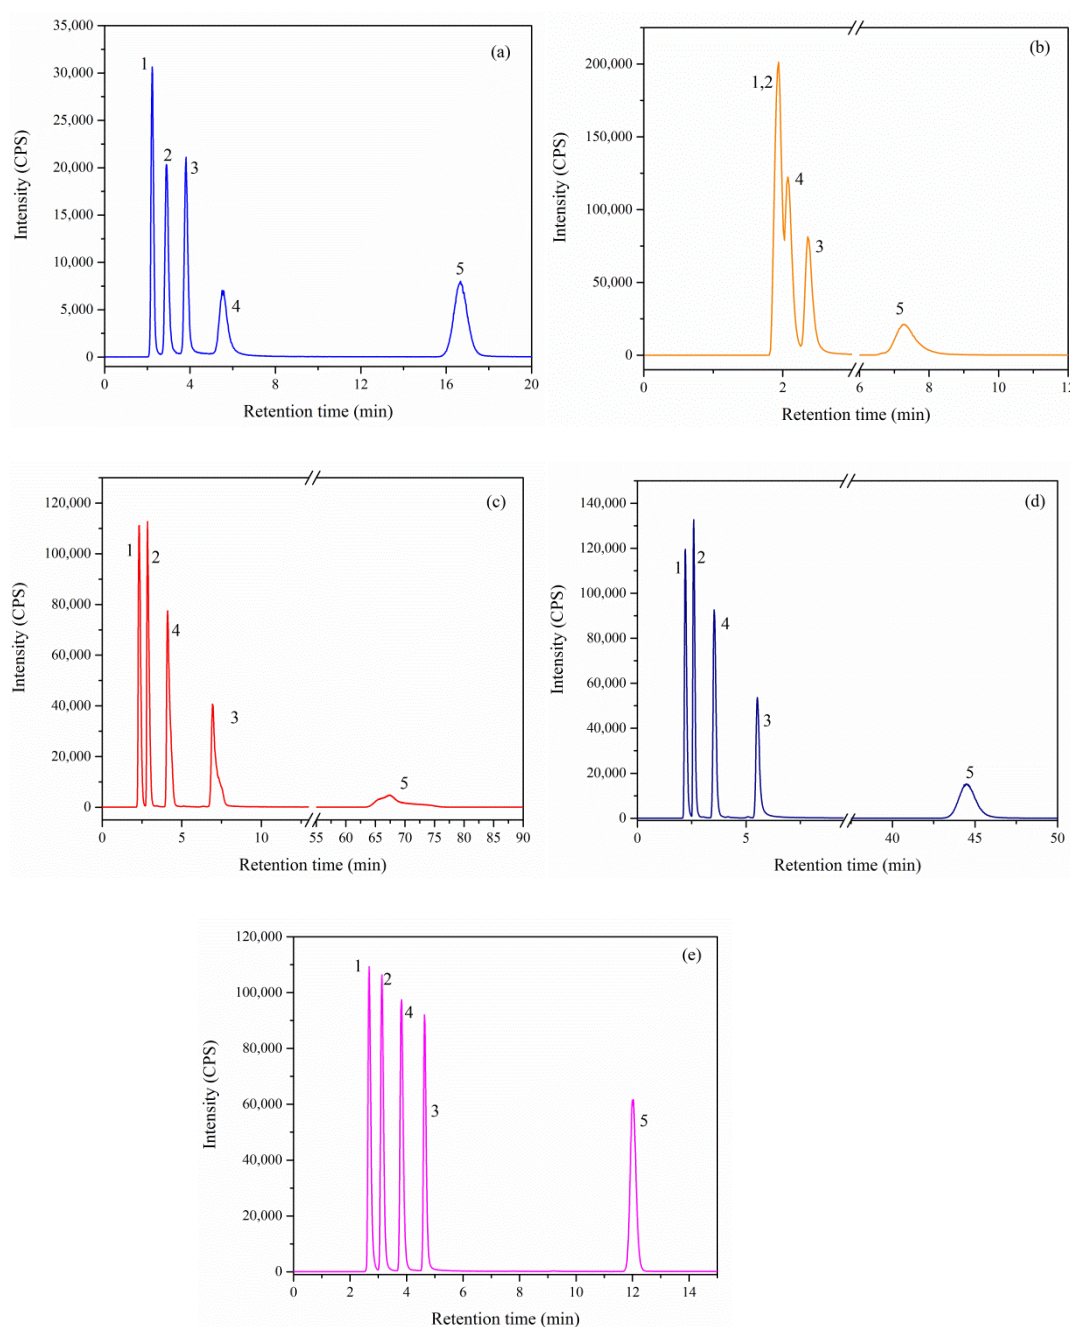 (a)
35,000
30,000
25,000
20,000
15,000
10,000
5,000
0
Intensity (CPS)
1
2
3
4
5
0 4 8 12 16 20
Retention time (min)
(b)
200,000
150,000
100,000
50,000
0
Intensity (CPS)
1,2
4
3
5
0 2 6 8 10 12
Retention time (min)
(c)
120,000
100,000
80,000
60,000
40,000
20,000
0
Intensity (CPS)
1
2
4
3
5
0 5 10 55 60 65 70 75 80 85 90
Retention time (min)
(d)
140,000
120,000
100,000
80,000
60,000
40,000
20,000
0
Intensity (CPS)
1
2
4
3
5
0 5 40 45 50
Retention time (min)
(e)
120,000
100,000
80,000
60,000
40,000
20,000
0
Intensity (CPS)
1
2
4
3
5
0 2 4 6 8 10 12 14
Retention time (min)